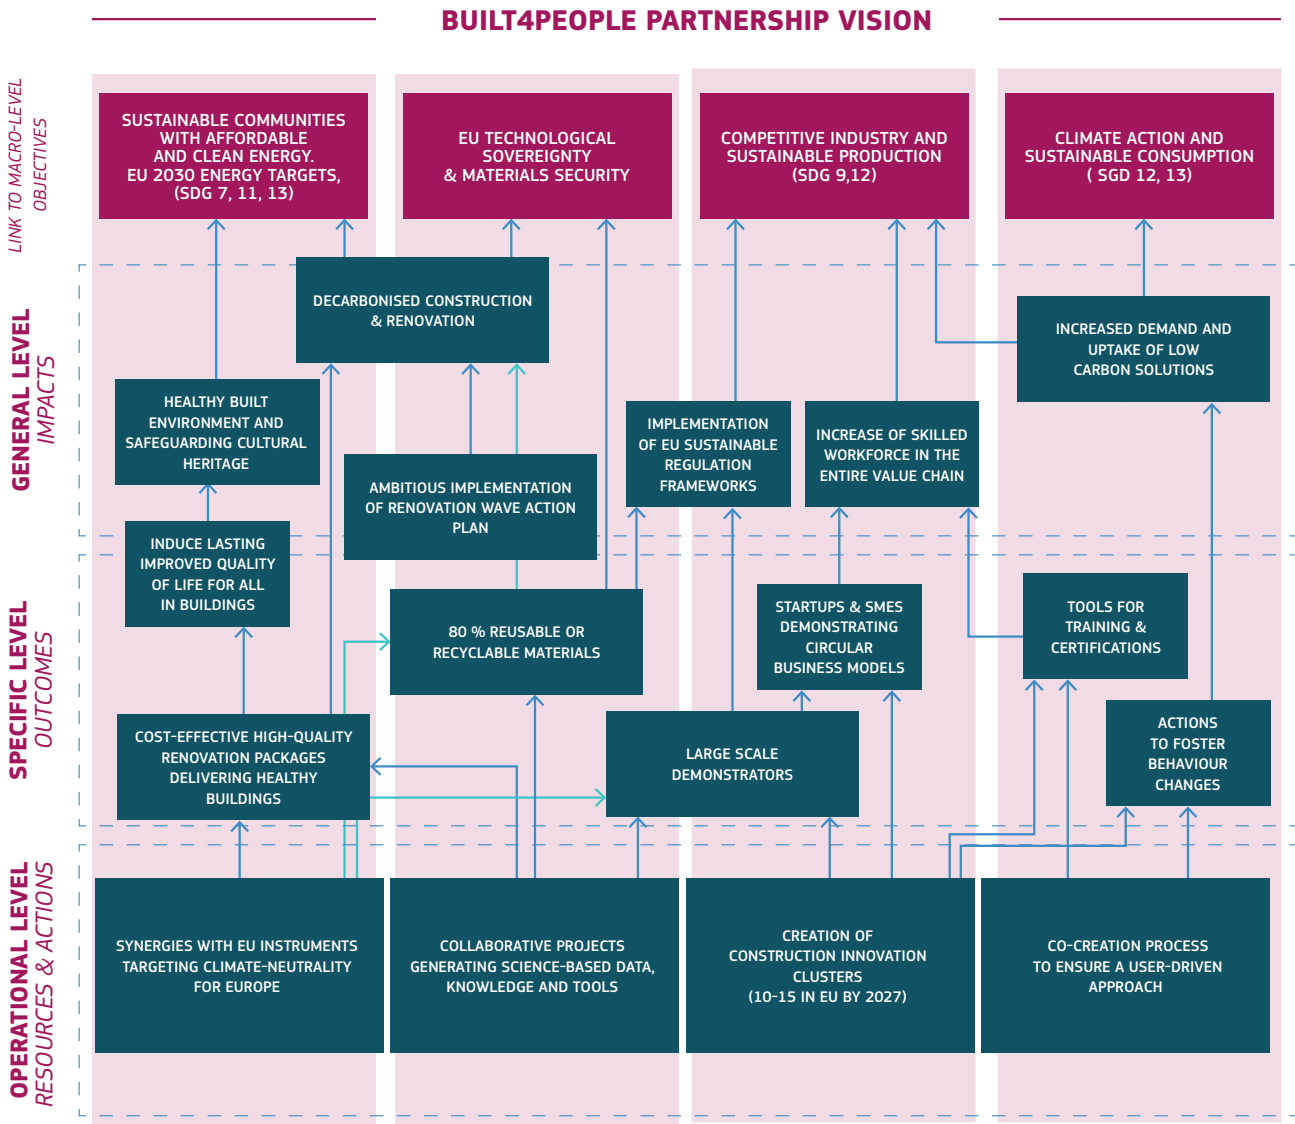 BUILT4PEOPLE PARTNERSHIP VISION
LINK TO MACRO-LEVEL
OBJECTIVES
SUSTAINABLE COMMUNITIES
WITH AFFORDABLE
AND CLEAN ENERGY.
EU 2030 ENERGY TARGETS,
(SDG 7, 11, 13)
EU TECHNOLOGICAL
SOVEREIGNTY
& MATERIALS SECURITY
COMPETITIVE INDUSTRY AND
SUSTAINABLE PRODUCTION
(SDG 9,12)
CLIMATE ACTION AND
SUSTAINABLE CONSUMPTION
( SGD 12, 13)
GENERAL LEVEL
IMPACTS
DECARBONISED CONSTRUCTION
& RENOVATION
INCREASED DEMAND AND
UPTAKE OF LOW
CARBON SOLUTIONS
HEALTHY BUILT
ENVIRONMENT AND
SAFEGUARDING CULTURAL
HERITAGE
AMBITIOUS IMPLEMENTATION
OF RENOVATION WAVE ACTION
PLAN
IMPLEMENTATION
OF EU SUSTAINABLE
REGULATION
FRAMEWORKS
INCREASE OF SKILLED
WORKFORCE IN THE
ENTIRE VALUE CHAIN
SPECIFIC LEVEL
OUTCOMES
INDUCE LASTING
IMPROVED QUALITY
OF LIFE FOR ALL
IN BUILDINGS
80 % REUSABLE OR
RECYCLABLE MATERIALS
STARTUPS & SMES
DEMONSTRATING
CIRCULAR
BUSINESS MODELS
TOOLS FOR
TRAINING &
CERTIFICATIONS
COST-EFFECTIVE HIGH-QUALITY
RENOVATION PACKAGES
DELIVERING HEALTHY
BUILDINGS
LARGE SCALE
DEMONSTRATORS
ACTIONS
TO FOSTER
BEHAVIOUR
CHANGES
OPERATIONAL LEVEL
RESOURCES & ACTIONS
SYNERGIES WITH EU INSTRUMENTS
TARGETING CLIMATE-NEUTRALITY
FOR EUROPE
COLLABORATIVE PROJECTS
GENERATING SCIENCE-BASED DATA,
KNOWLEDGE AND TOOLS
CREATION OF
CONSTRUCTION INNOVATION
CLUSTERS
(10-15 IN EU BY 2027)
CO-CREATION PROCESS
TO ENSURE A USER-DRIVEN
APPROACH